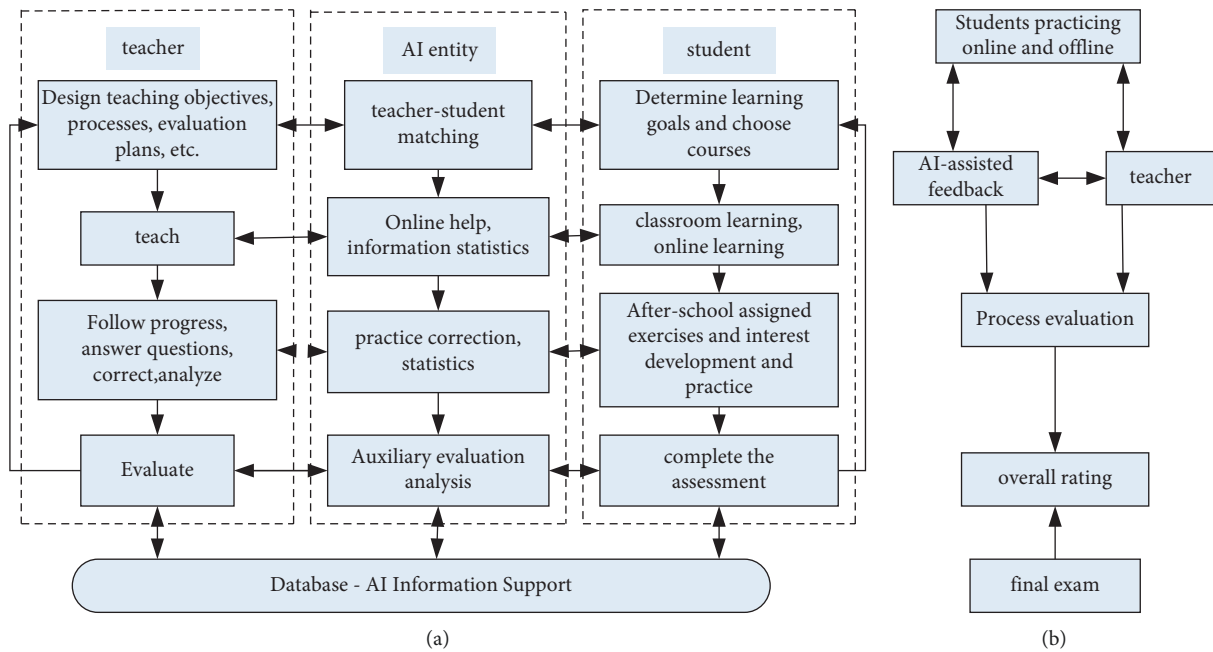 teacher
AI entity
student
Design teaching objectives,
processes, evaluation
plans, etc.
teacher-student
matching
Determine learning
goals and choose
courses
teach
Online help,
information statistics
classroom learning,
online learning
Follow progress,
answer questions,
correct,analyze
practice correction,
statistics
After-school assigned
exercises and interest
development and
practice
Evaluate
Auxiliary evaluation
analysis
complete the
assessment
Database - AI Information Support
(a)
Students practicing
online and offline
AI-assisted
feedback
teacher
Process evaluation
overall rating
final exam
(b)